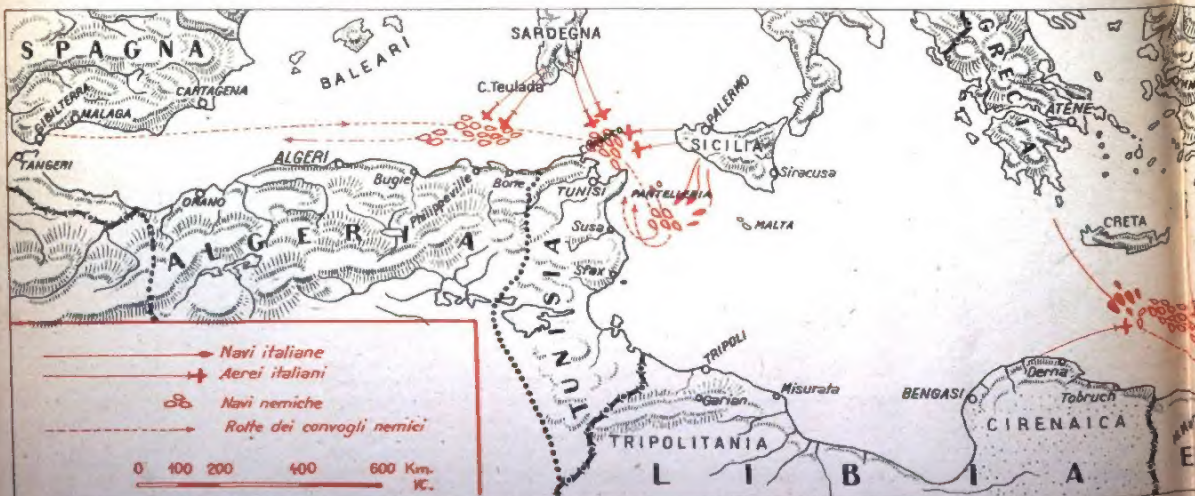 SPAGNA
BALEARI
SARDEGNA
C.Teulada
CARTAGENA
GIBILTERRA
MALAGA
TANGERI
PALERMO
SICILIA
Siracusa
GRECIA
ATENE
ALGERI
ORANO
Bugie
Philippeville
Bone
TUNISI
PANTELLERIA
MALTA
CRETA
ALGERIA
Susa
Sfax
TUNISIA
TRIPOLI
Misurata
Garian
TRIPOLITANIA
BENGASI
Derna
Tobruch
CIRENAICA
LIBIA
E
Navi italiane
Aerei italiani
Navi nemiche
Rotte dei convogli nemici
0 100 200 400 600 Km.